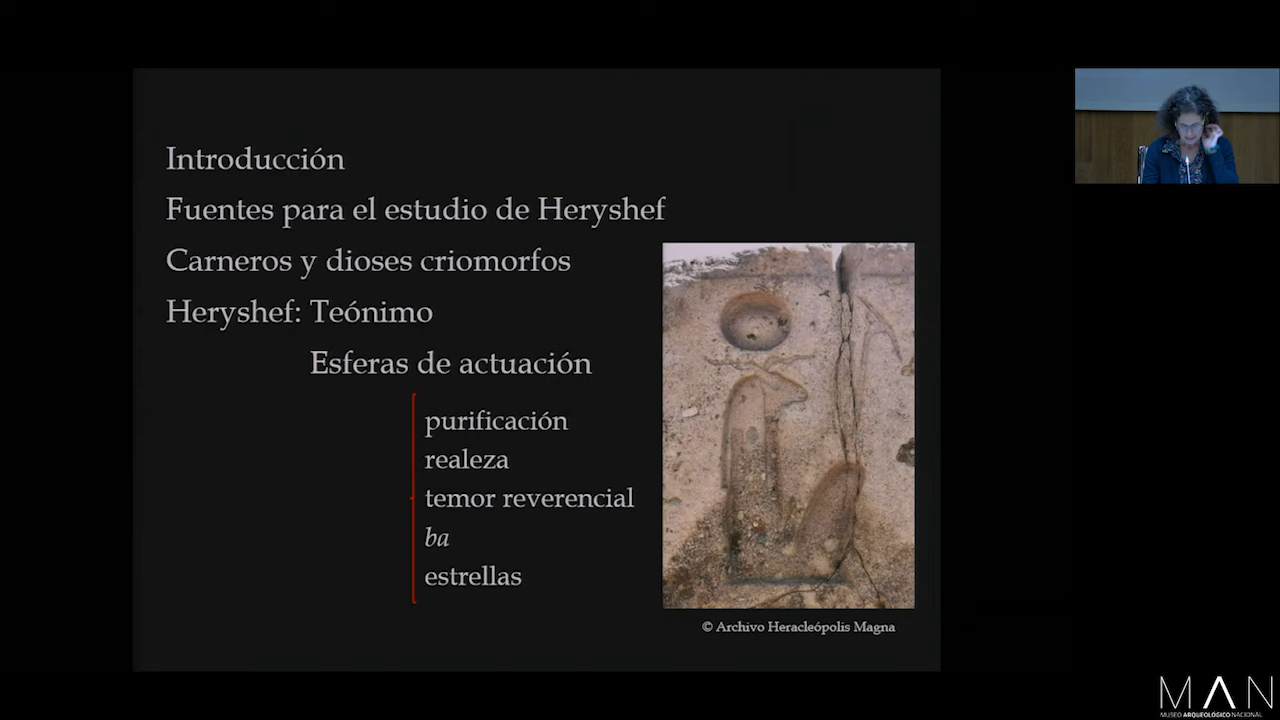 Introducción
Fuentes para el estudio de Heryshef
Carneros y dioses criomorfos
Heryshef: Teónimo
Esferas de actuación
purificación
realeza
temor reverencial
ba
estrellas
© Archivo Heracleópolis Magna
MAN
MUSEO ARQUEOLÓGICO NACIONAL